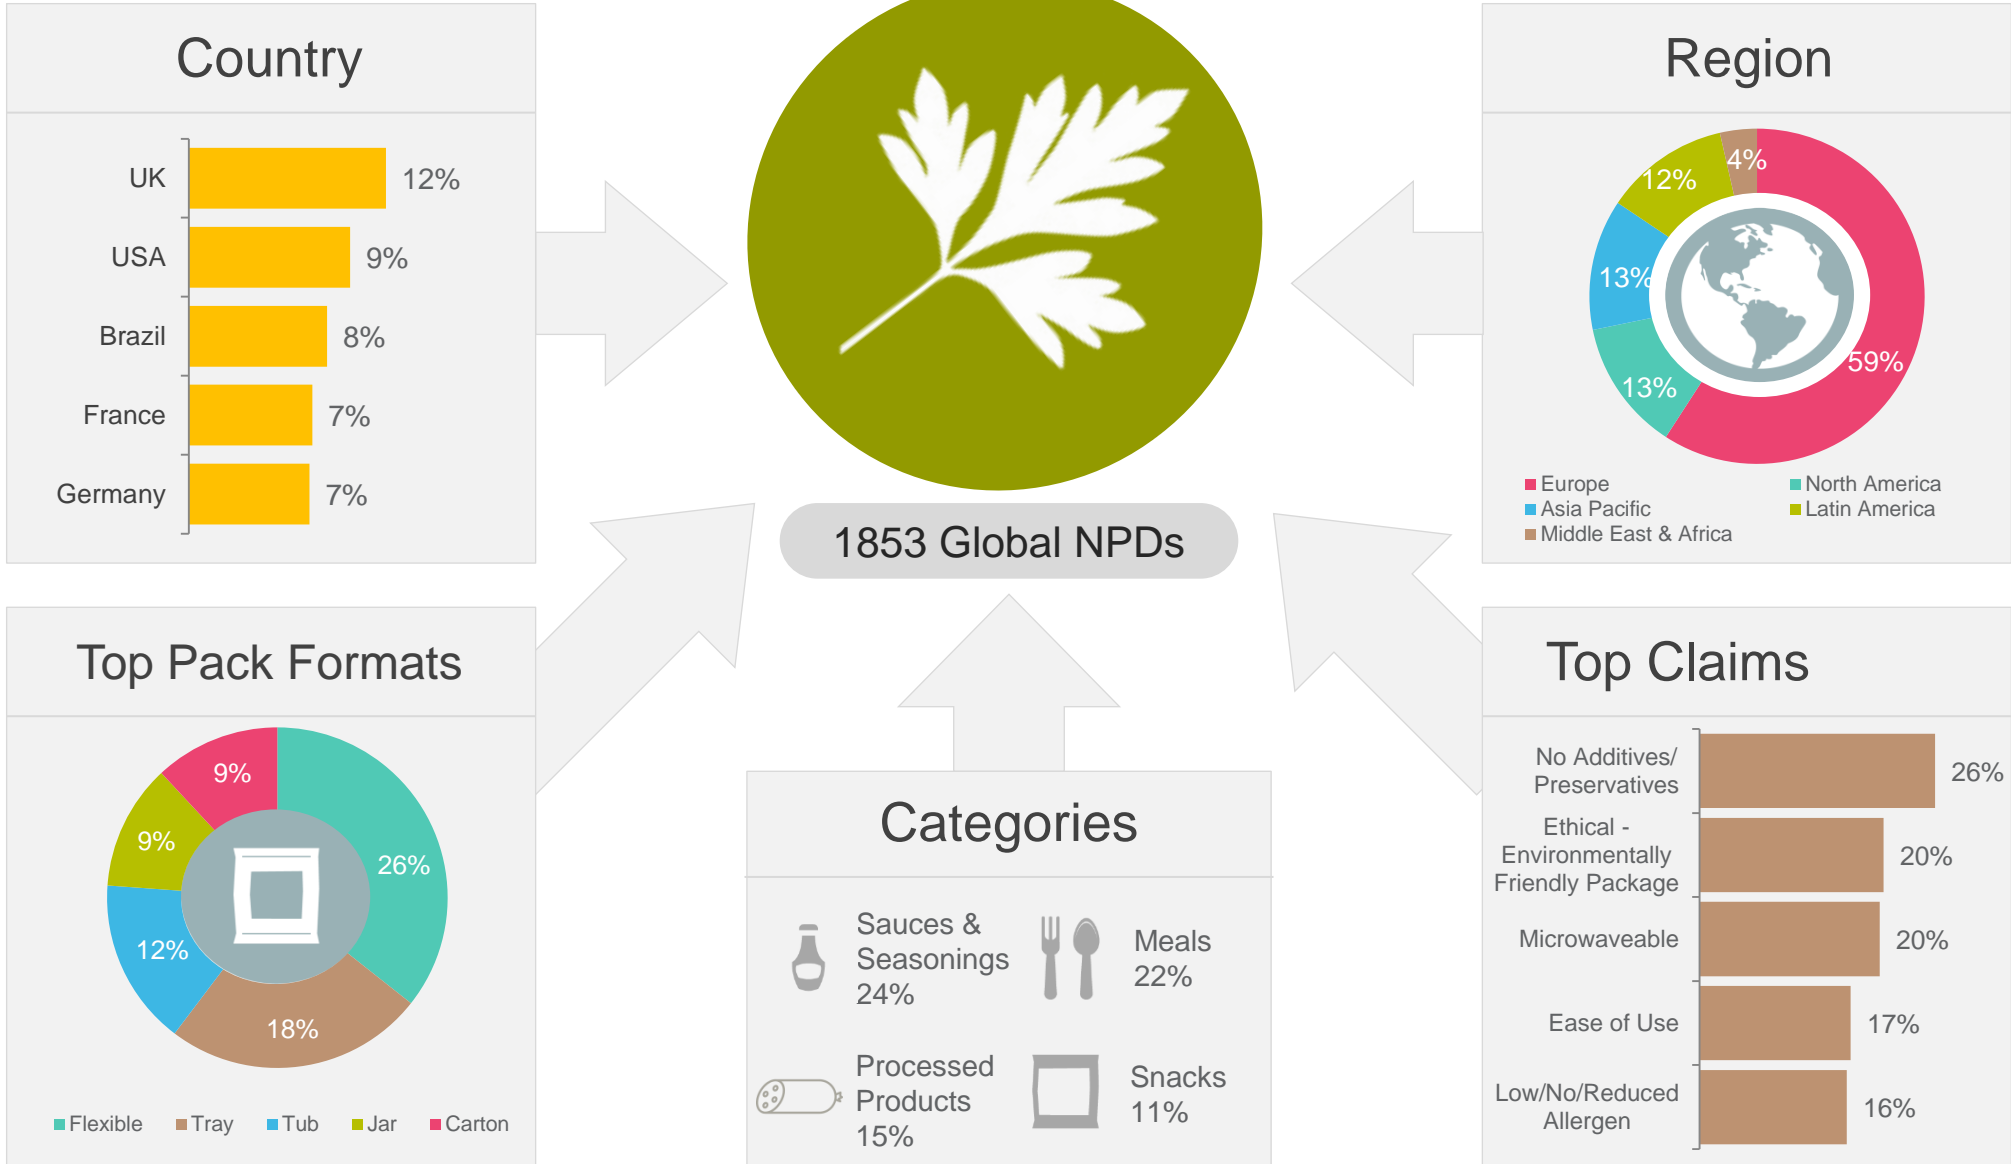 Country
UK
12%
USA
9%
Brazil
8%
France
7%
Germany
7%
1853 Global NPDs
Region
4%
12%
13%
13%
59%
Europe
North America
Asia Pacific
Latin America
Middle East & Africa
Top Pack Formats
9%
9%
26%
12%
18%
Flexible
Tray
Tub
Jar
Carton
Categories
Sauces &
Seasonings
24%
Meals
22%
Processed
Products
15%
Snacks
11%
Top Claims
No Additives/
Preservatives
26%
Ethical -
Environmentally
Friendly Package
20%
Microwaveable
20%
Ease of Use
17%
Low/No/Reduced
Allergen
16%